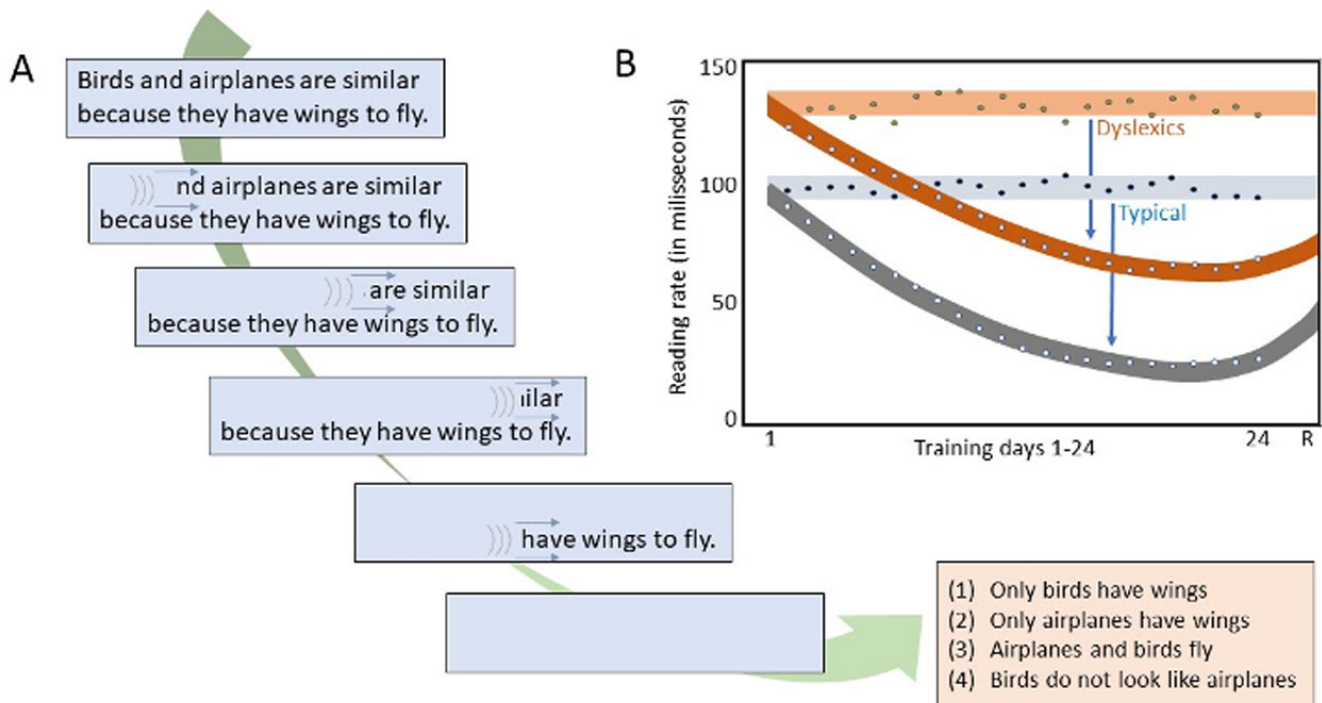 A
Birds and airplanes are similar
because they have wings to fly.
nd airplanes are similar
because they have wings to fly.
are similar
because they have wings to fly.
ilar
because they have wings to fly.
have wings to fly.
(1) Only birds have wings
(2) Only airplanes have wings
(3) Airplanes and birds fly
(4) Birds do not look like airplanes
B
Reading rate (in milisseconds)
150
100
50
0
Dyslexics
Typical
1
24
R
Training days 1-24